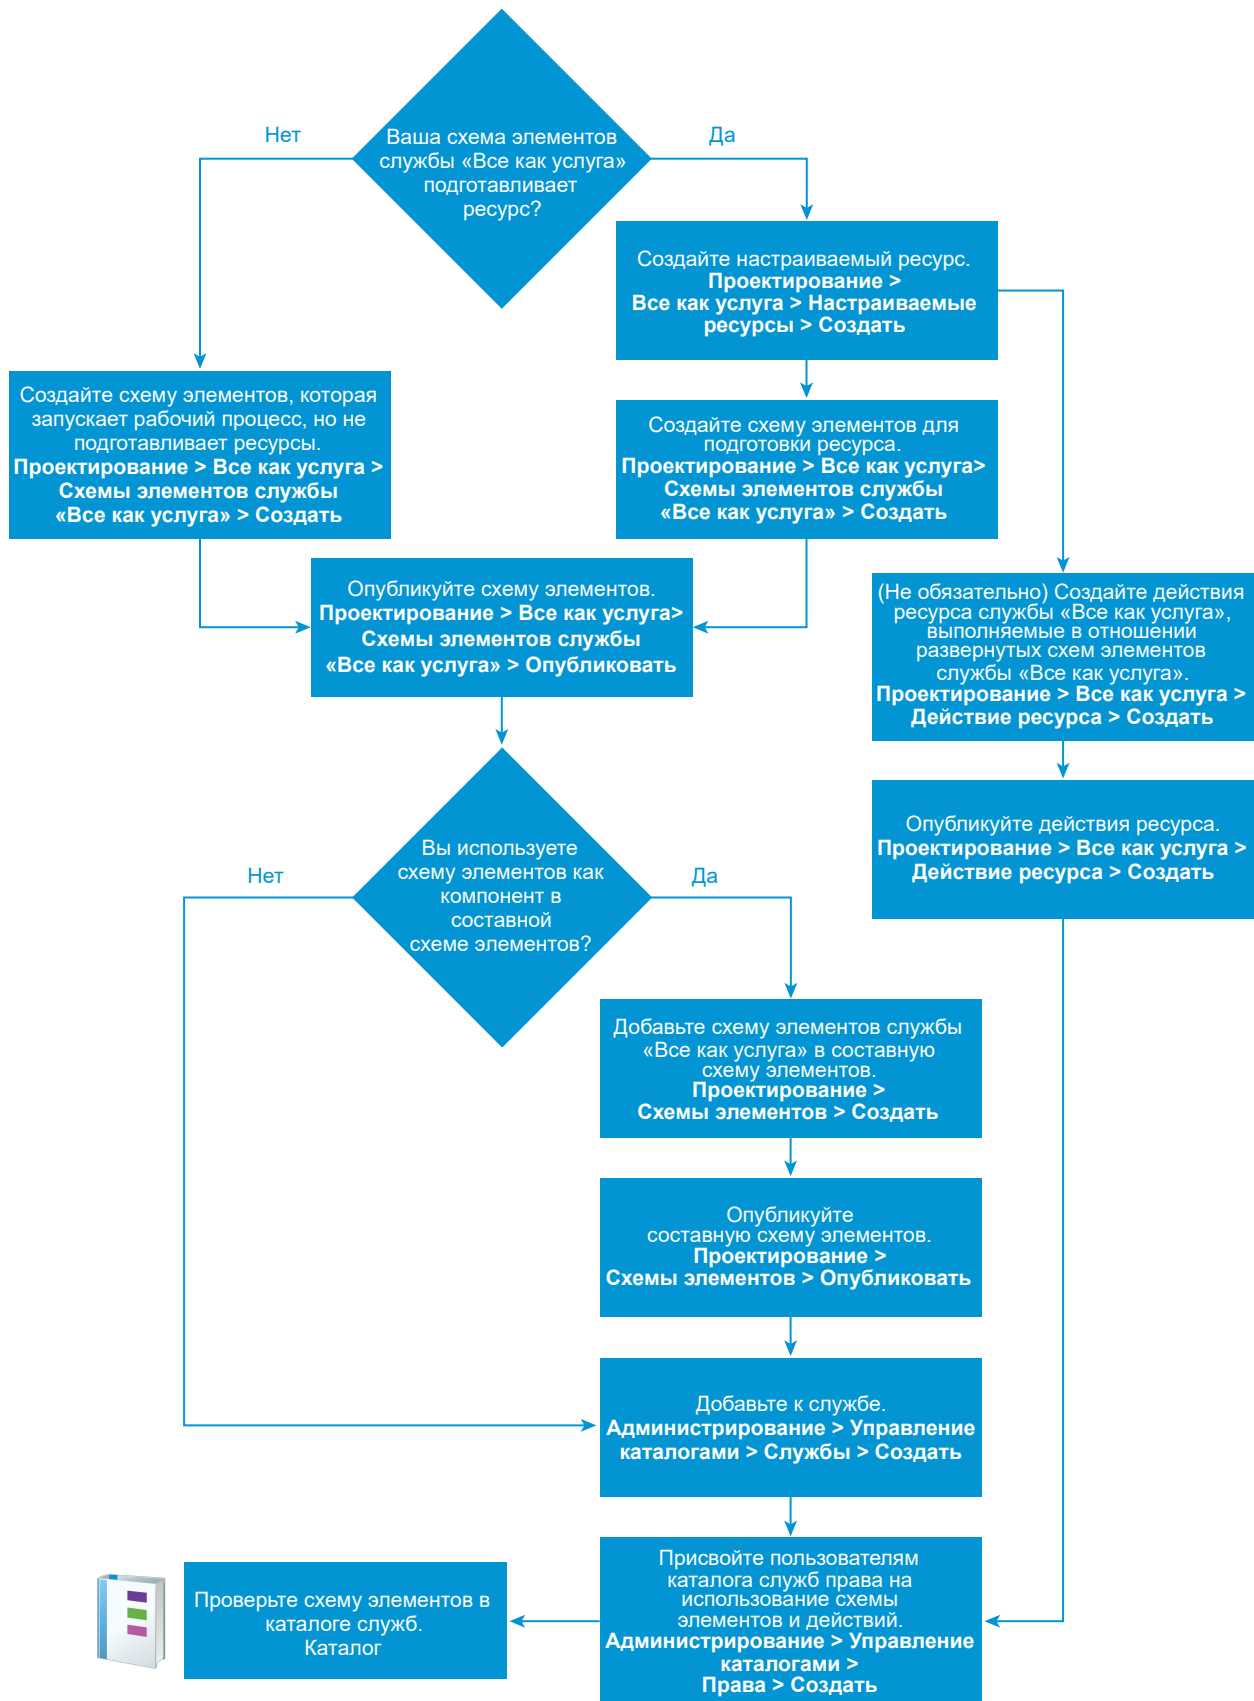 Нет
Да
Ваша схема элементов
службы «Все как услуга»
подготавливает
ресурс?
Создайте настраиваемый ресурс.
Проектирование >
Все как услуга > Настраиваемые
ресурсы > Создать
Создайте схему элементов, которая
запускает рабочий процесс, но не
подготавливает ресурсы.
Проектирование > Все как услуга >
Схемы элементов службы
«Все как услуга» > Создать
Создайте схему элементов для
подготовки ресурса.
Проектирование > Все как услуга>
Схемы элементов службы
«Все как услуга» > Создать
Опубликуйте схему элементов.
Проектирование > Все как услуга>
Схемы элементов службы
«Все как услуга» > Опубликовать
(Не обязательно) Создайте действия
ресурса службы «Все как услуга»,
выполняемые в отношении
развернутых схем элементов
службы «Все как услуга».
Проектирование > Все как услуга >
Действие ресурса > Создать
Опубликуйте действия ресурса.
Проектирование > Все как услуга >
Действие ресурса > Создать
Нет
Да
Вы используете
схему элементов как
компонент в
составной
схеме элементов?
Добавьте схему элементов службы
«Все как услуга» в составную
схему элементов.
Проектирование >
Схемы элементов > Создать
Опубликуйте
составную схему элементов.
Проектирование >
Схемы элементов > Опубликовать
Добавьте к службе.
Администрирование > Управление
каталогами > Службы > Создать
Присвойте пользователям
каталога служб права на
использование схемы
элементов и действий.
Администрирование > Управление
каталогами >
Права > Создать
Проверьте схему элементов в
каталоге служб.
Каталог